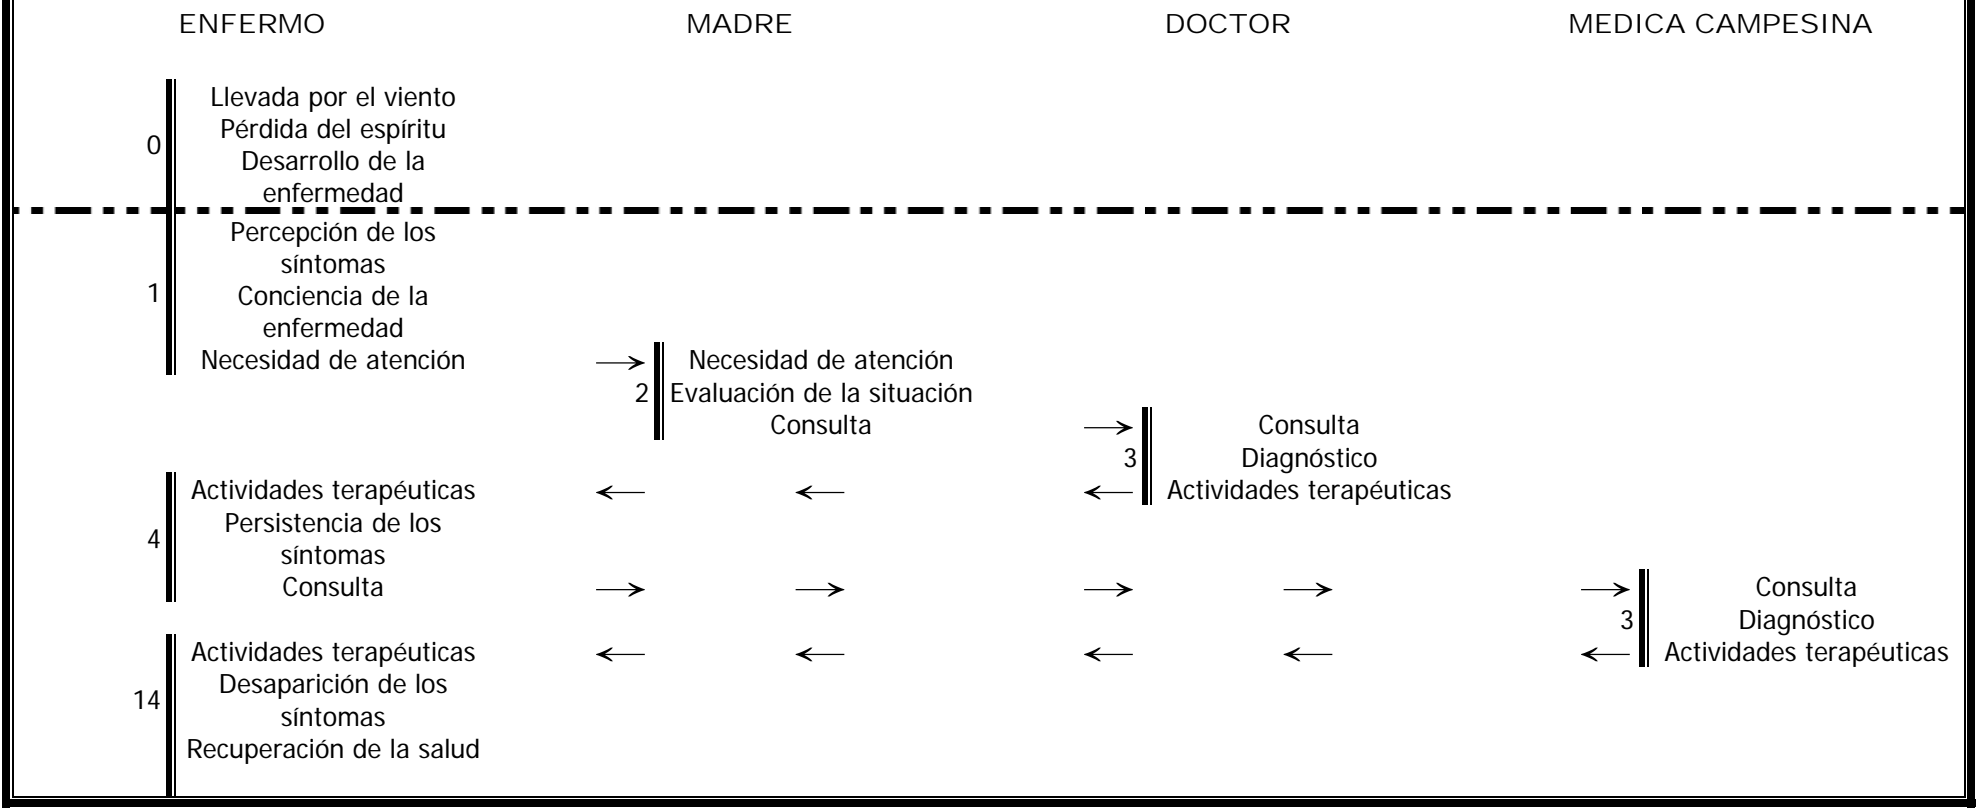 ENFERMO MADRE DOCTOR MEDICA CAMPESINA
Llevada por el viento
Pérdida del espíritu
0
Desarrollo de la
enfermedad
Percepción de los
síntomas
1
Conciencia de la
enfermedad
Necesidad de atención → Necesidad de atención
2 Evaluación de la situación
Consulta → Consulta
3 Diagnóstico
Actividades terapéuticas ← ← ← Actividades terapéuticas
Persistencia de los
4
síntomas
Consulta → → → → → Consulta
3 Diagnóstico
Actividades terapéuticas ← ← ← ← ← Actividades terapéuticas
Desaparición de los
14
síntomas
Recuperación de la salud